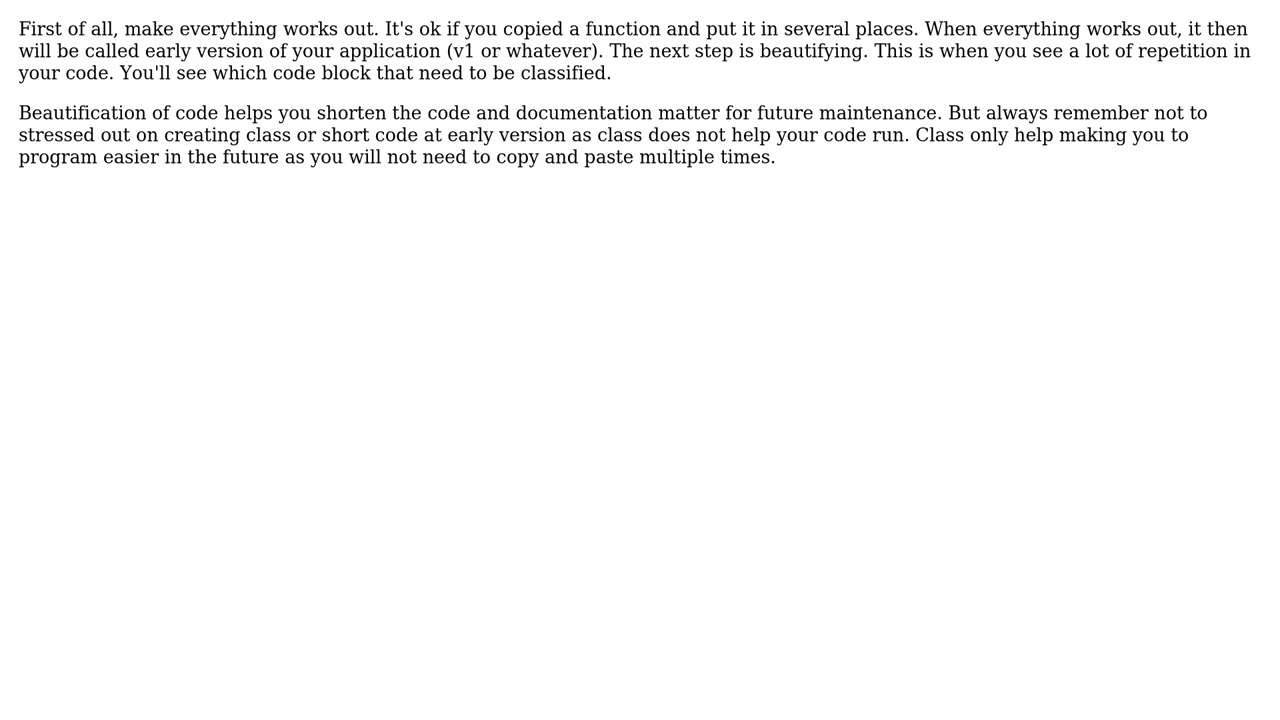 First of all, make everything works out. It's ok if you copied a function and put it in several places. When everything works out, it then
will be called early version of your application (v1 or whatever). The next step is beautifying. This is when you see a lot of repetition in
your code. You'll see which code block that need to be classified.
Beautification of code helps you shorten the code and documentation matter for future maintenance. But always remember not to
stressed out on creating class or short code at early version as class does not help your code run. Class only help making you to
program easier in the future as you will not need to copy and paste multiple times.